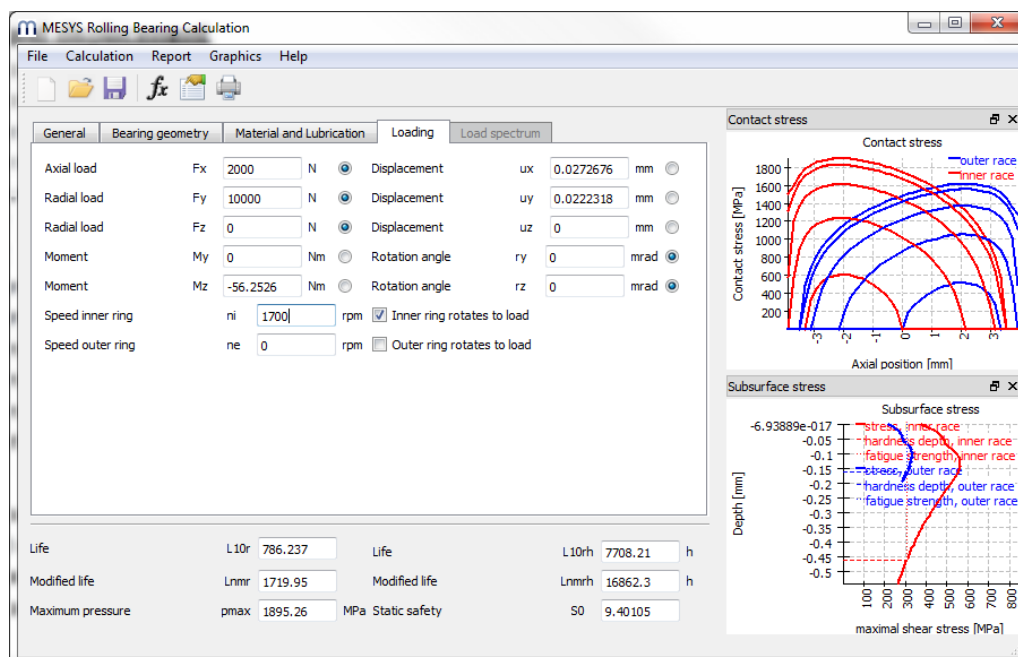 MESYS Rolling Bearing Calculation
File Calculation Report Graphics Help
fx
General Bearing geometry Material and Lubrication Loading Load spectrum
Axial load Fx 2000 N Displacement ux 0.0272676 mm
Radial load Fy 10000 N Displacement uy 0.0222318 mm
Radial load Fz 0 N Displacement uz 0 mm
Moment My 0 Nm Rotation angle ry 0 mrad
Moment Mz -56.2526 Nm Rotation angle rz 0 mrad
Speed inner ring ni 1700 rpm Inner ring rotates to load
Speed outer ring ne 0 rpm Outer ring rotates to load
Life L10r 786.237 Life L10rh 7708.21 h
Modified life Lnmr 1719.95 Modified life Lnmrh 16862.3 h
Maximum pressure pmax 1895.26 MPa Static safety S0 9.40105
Contact stress
Contact stress
outer race
inner race
Contact stress [MPa]
1800
1600
1400
1200
1000
800
600
400
200
-3 -2 -1 0 1 2 3
Axial position [mm]
Subsurface stress
Subsurface stress
stress, inner race
hardness depth, inner race
fatigue strength, inner race
stress, outer race
hardness depth, outer race
fatigue strength, outer race
Depth [mm]
-6.93889e-017
-0.05
-0.1
-0.15
-0.2
-0.25
-0.3
-0.35
-0.4
-0.45
-0.5
100 200 300 400 500 600 700 800
maximal shear stress [MPa]